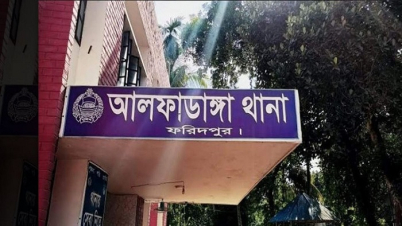 আলফাডাঙ্গা থানা
ফরিদপুর ।